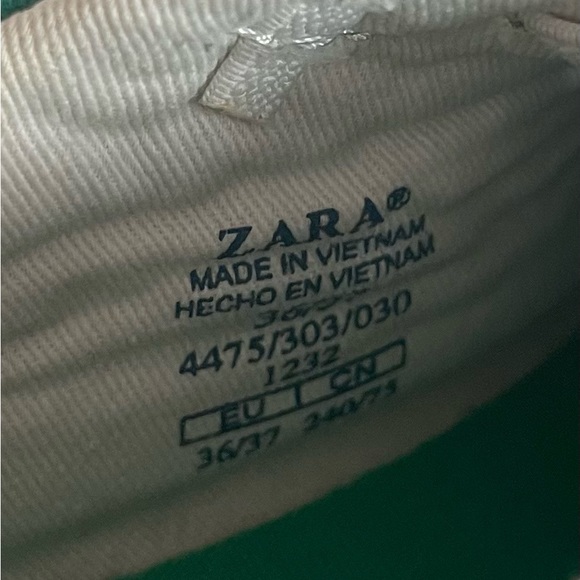 ZARA®
MADE IN VIETNAM
HECHO EN VIETNAM
4475/303/030
1232
EU CN
36/37 240/75